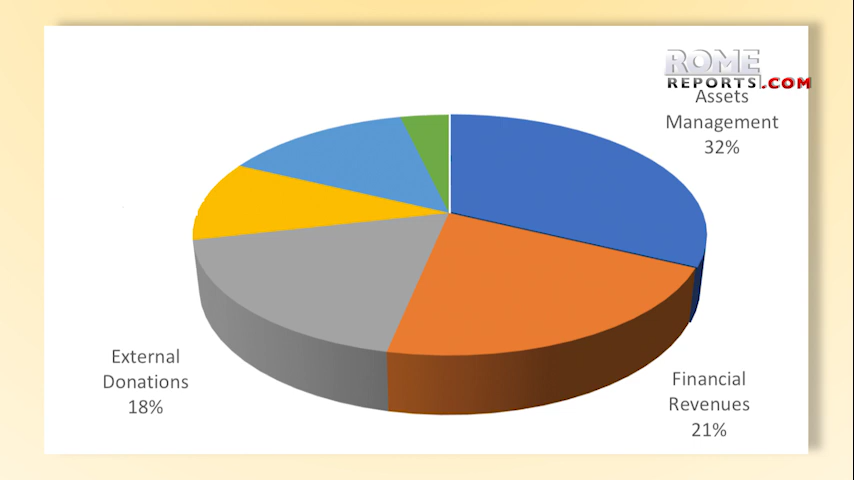 ROME
REPORTS.COM
Assets
Management
32%
External
Donations
18%
Financial
Revenues
21%